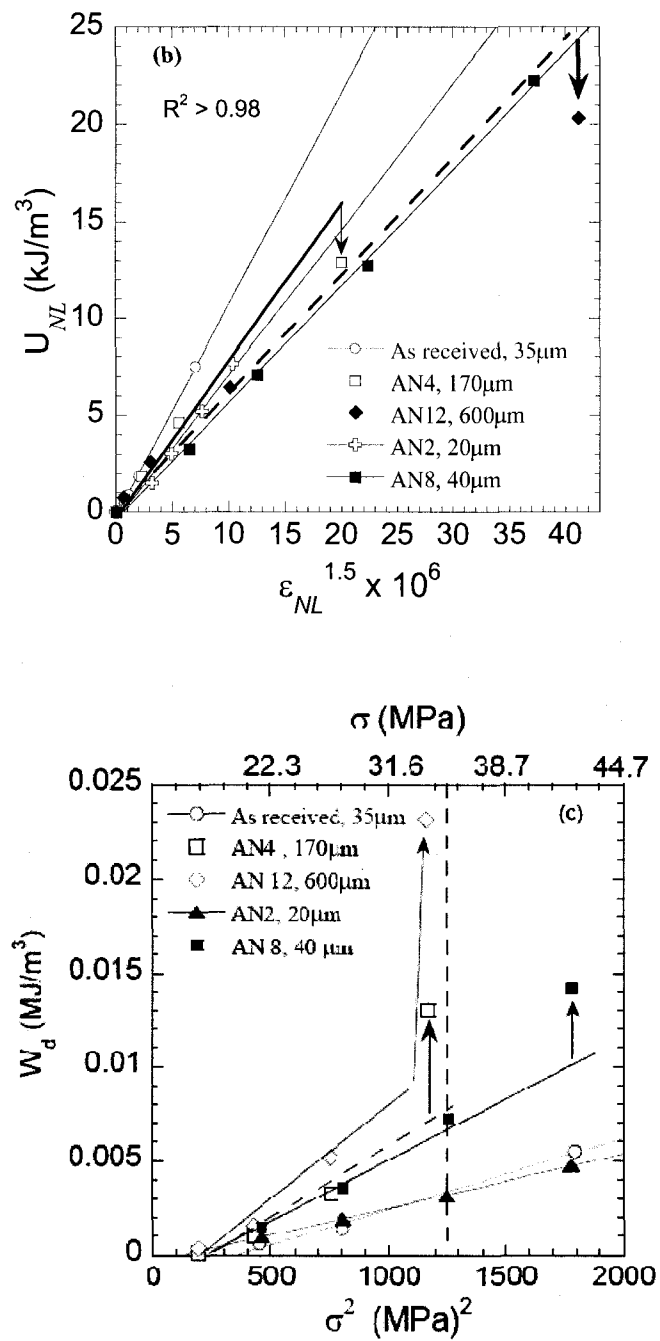 25
(b)
R² > 0.98
20
15
10
5
0
U_NL (kJ/m³)
As received, 35μm
AN4, 170μm
AN12, 600μm
AN2, 20μm
AN8, 40μm
0 5 10 15 20 25 30 35 40
ε_NL^1.5 x 10⁶
σ (MPa)
22.3 31.6 38.7 44.7
0.025
(c)
As received, 35μm
AN4 , 170μm
AN 12, 600μm
AN2, 20μm
AN 8, 40 μm
0.02
0.015
0.01
0.005
0
W_d (MJ/m³)
0 500 1000 1500 2000
σ² (MPa)²